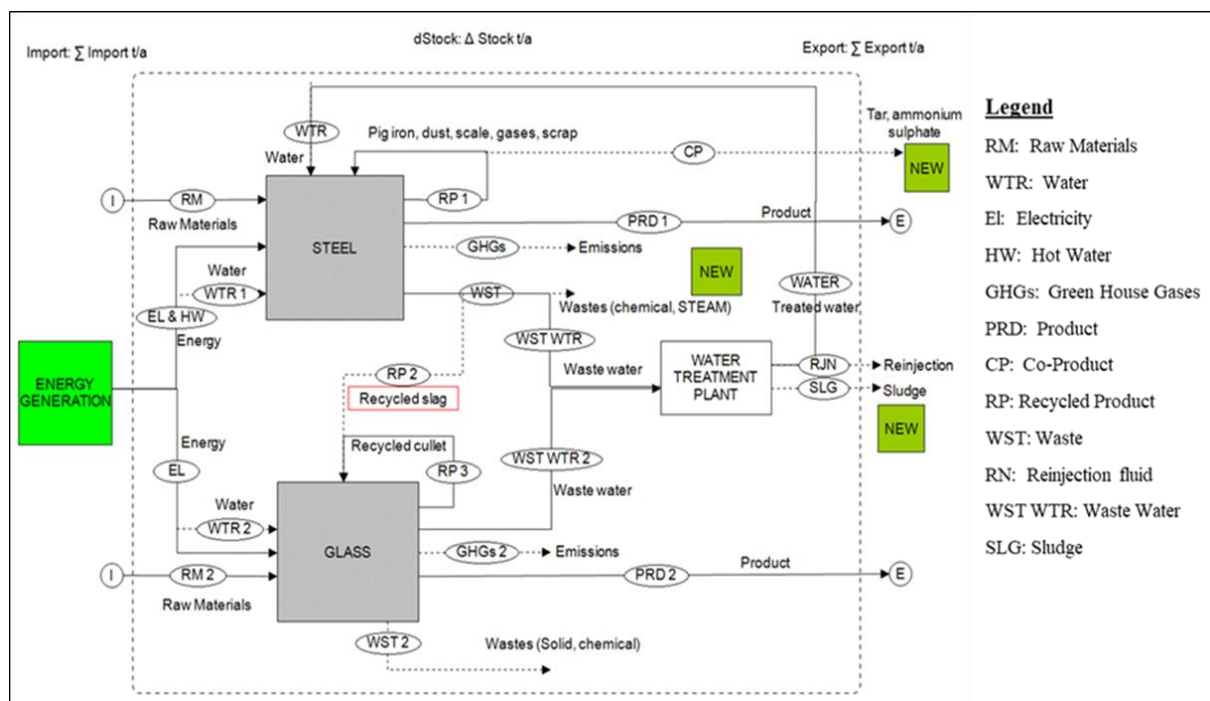 Import: ∑ Import t/a
dStock: Δ Stock t/a
Export: ∑ Export t/a
WTR
Water
Pig iron, dust, scale, gases, scrap
CP
Tar, ammonium
sulphate
NEW
I
RM
Raw Materials
RP 1
PRD 1
Product
E
STEEL
GHGs
Emissions
NEW
Water
WTR 1
WST
Wastes (chemical, STEAM)
WATER
Treated water
EL & HW
Energy
WST WTR
Waste water
WATER
TREATMENT
PLANT
RJN
Reinjection
SLG
Sludge
NEW
ENERGY
GENERATION
RP 2
Recycled slag
Energy
EL
Recycled cullet
RP 3
WST WTR 2
Waste water
Water
WTR 2
GLASS
GHGs 2
Emissions
I
RM 2
Raw Materials
PRD 2
Product
E
WST 2
Wastes (Solid, chemical)
Legend
RM: Raw Materials
WTR: Water
El: Electricity
HW: Hot Water
GHGs: Green House Gases
PRD: Product
CP: Co-Product
RP: Recycled Product
WST: Waste
RN: Reinjection fluid
WST WTR: Waste Water
SLG: Sludge